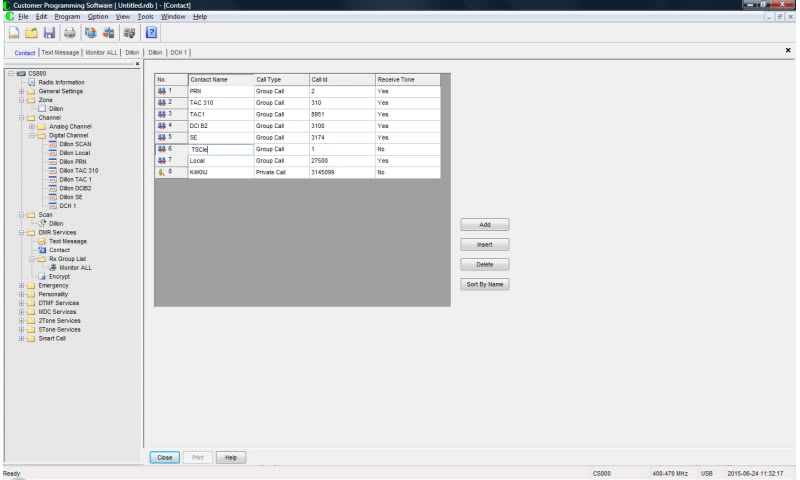 Customer Programming Software [ Untitled.rdb ] - [Contact]
File Edit Program Option View Tools Window Help
Contact Text Message Monitor ALL Dillon Dillon DCH 1
CS800
Radio Information
General Settings
Zone
Dillon
Channel
Analog Channel
Digital Channel
Dillon SCAN
Dillon Local
Dillon PRN
Dillon TAC 310
Dillon TAC 1
Dillon DCIB2
Dillon SE
DCH 1
Scan
Dillon
DMR Services
Text Message
Contact
Rx Group List
Monitor ALL
Encrypt
Emergency
Personality
DTMF Services
MDC Services
2Tone Services
5Tone Services
Smart Call
No. Contact Name Call Type Call Id Receive Tone
1 PRN Group Call 2 Yes
2 TAC 310 Group Call 310 Yes
3 TAC1 Group Call 8951 Yes
4 DCI B2 Group Call 3100 Yes
5 SE Group Call 3174 Yes
6 TSCle Group Call 1 No
7 Local Group Call 27500 Yes
8 K4KNJ Private Call 3145099 No
Add
Insert
Delete
Sort By Name
Close Print Help
Ready CS800 400-470 MHz USB 2015-06-24 11:32:17